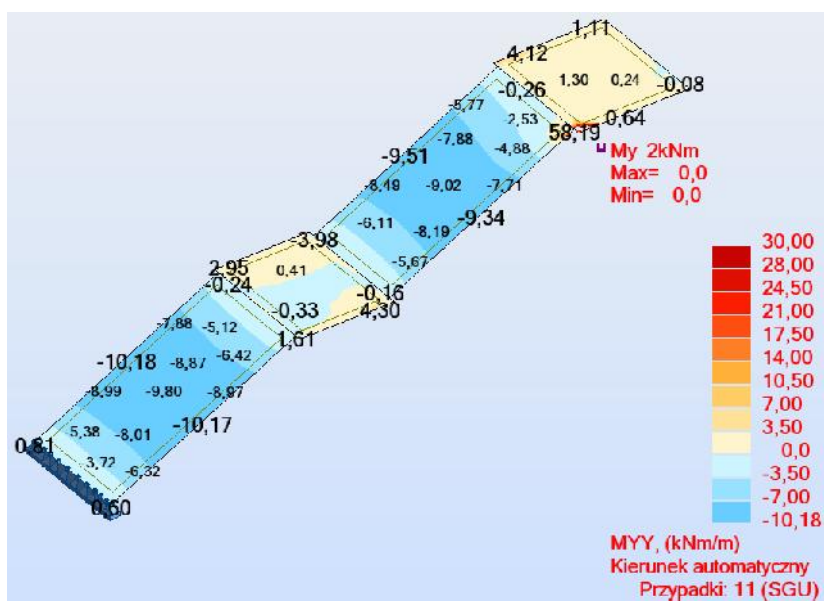 1,11
4,12
1,30 0,24 -0,08
-0,26
-5,77 -2,53 0,64
-7,88 58,19
-9,51 -4,88 My 2kNm
Max= 0,0
-8,49 -9,02 -7,71 Min= 0,0
-6,11 -8,19 -9,34
3,98 30,00
-5,67 28,00
2,95 0,41 24,50
-0,24 -0,16 21,00
-7,88 -5,12 -0,33 4,30 17,50
1,61 14,00
-10,18 -8,87 -6,42 10,50
-8,99 -9,80 -8,97 7,00
3,50
5,38 -8,01 -10,17 0,0
0,81 -3,50
3,72 -6,32 -7,00
0,60 -10,18
MYY, (kNm/m)
Kierunek automatyczny
Przypadki: 11 (SGU)